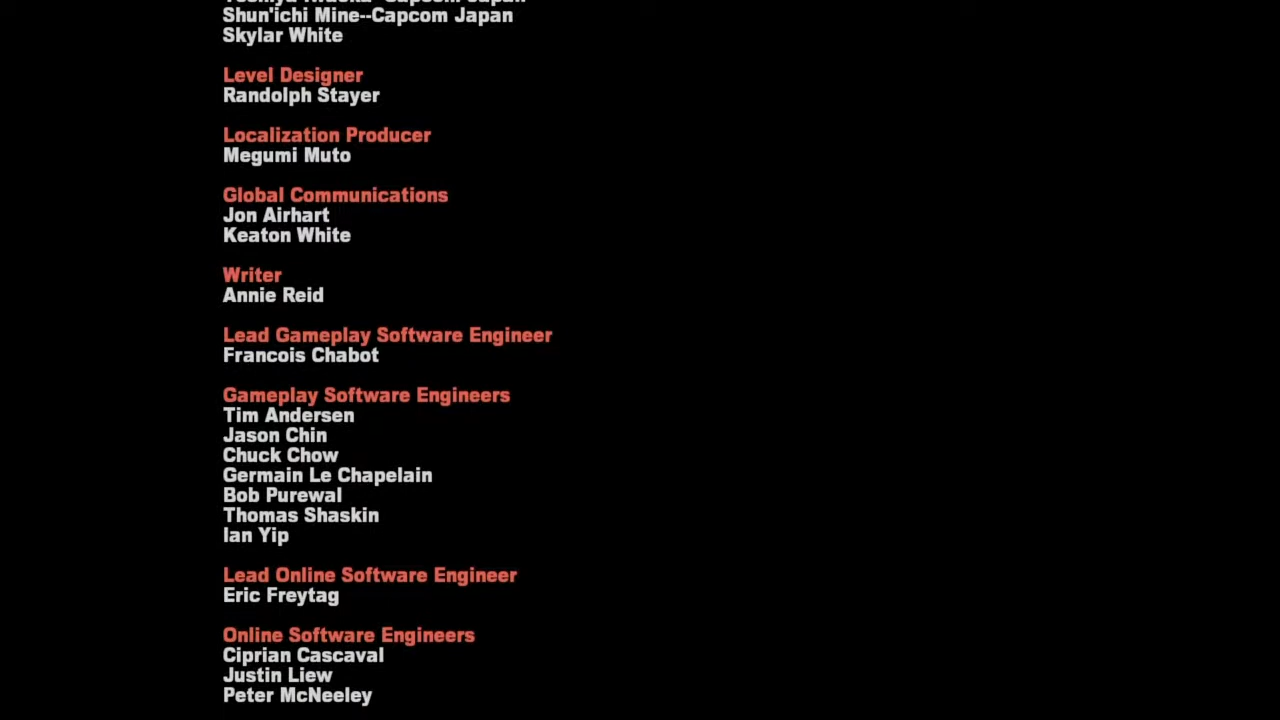 Shun'ichi Mine--Capcom Japan
Skylar White
Level Designer
Randolph Stayer
Localization Producer
Megumi Muto
Global Communications
Jon Airhart
Keaton White
Writer
Annie Reid
Lead Gameplay Software Engineer
Francois Chabot
Gameplay Software Engineers
Tim Andersen
Jason Chin
Chuck Chow
Germain Le Chapelain
Bob Purewal
Thomas Shaskin
Ian Yip
Lead Online Software Engineer
Eric Freytag
Online Software Engineers
Ciprian Cascaval
Justin Liew
Peter McNeeley